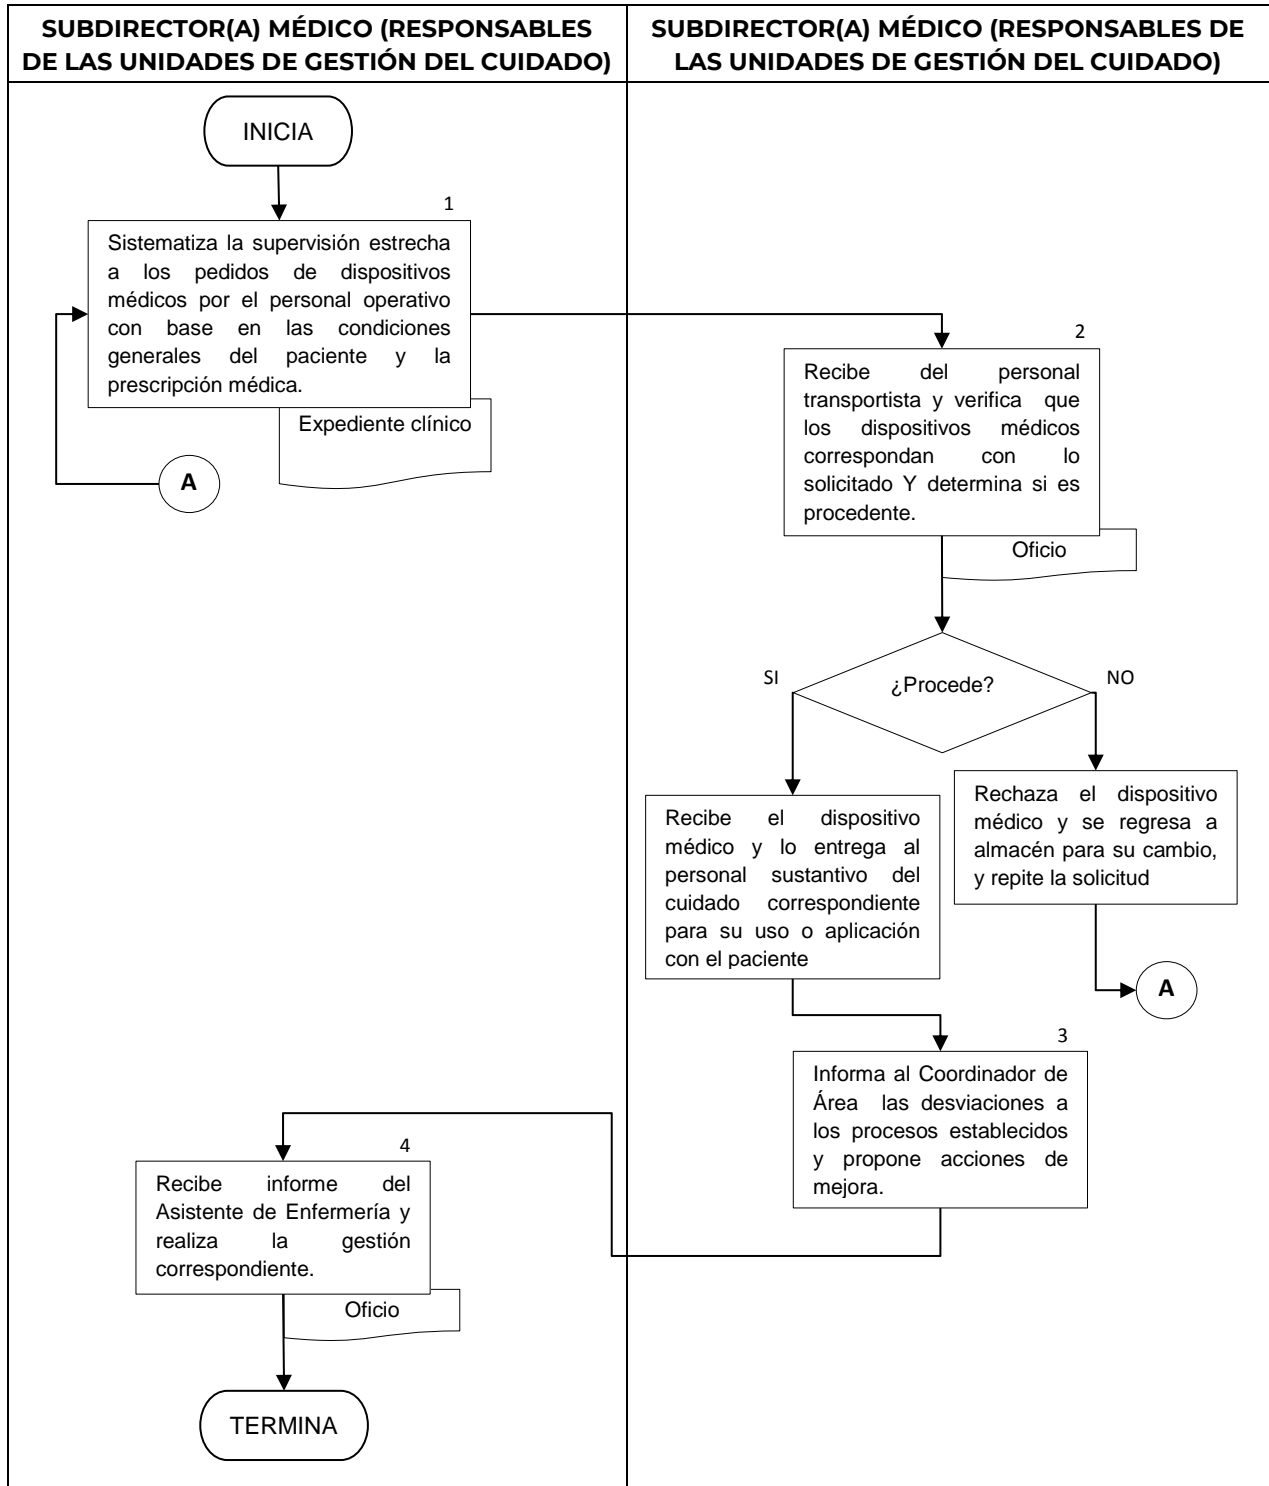 SUBDIRECTOR(A) MÉDICO (RESPONSABLES
DE LAS UNIDADES DE GESTIÓN DEL CUIDADO)
SUBDIRECTOR(A) MÉDICO (RESPONSABLES DE
LAS UNIDADES DE GESTIÓN DEL CUIDADO)
INICIA
1
Sistematiza la supervisión estrecha
a los pedidos de dispositivos
médicos por el personal operativo
con base en las condiciones
generales del paciente y la
prescripción médica.
Expediente clínico
A
2
Recibe del personal
transportista y verifica que
los dispositivos médicos
correspondan con lo
solicitado Y determina si es
procedente.
Oficio
¿Procede?
SI
NO
Recibe el dispositivo
médico y lo entrega al
personal sustantivo del
cuidado correspondiente
para su uso o aplicación
con el paciente
Rechaza el dispositivo
médico y se regresa a
almacén para su cambio,
y repite la solicitud
A
3
Informa al Coordinador de
Área las desviaciones a
los procesos establecidos
y propone acciones de
mejora.
4
Recibe informe del
Asistente de Enfermería y
realiza la gestión
correspondiente.
Oficio
TERMINA